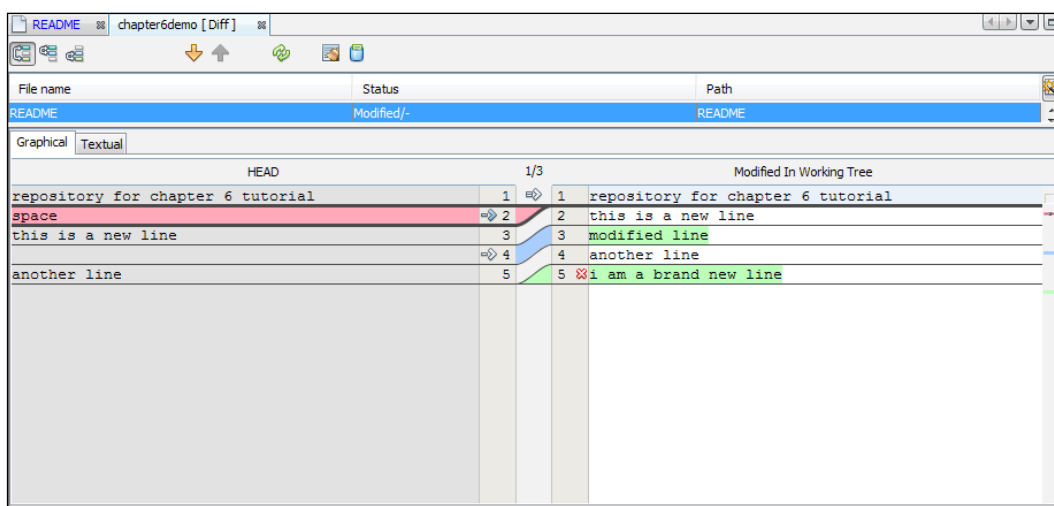 README chapter6demo [Diff]
File name Status Path
README Modified/- README
Graphical Textual
HEAD 1/3 Modified In Working Tree
repository for chapter 6 tutorial 1 1 repository for chapter 6 tutorial
space 2 2 this is a new line
this is a new line 3 3 modified line
4 4 another line
another line 5 5 i am a brand new line